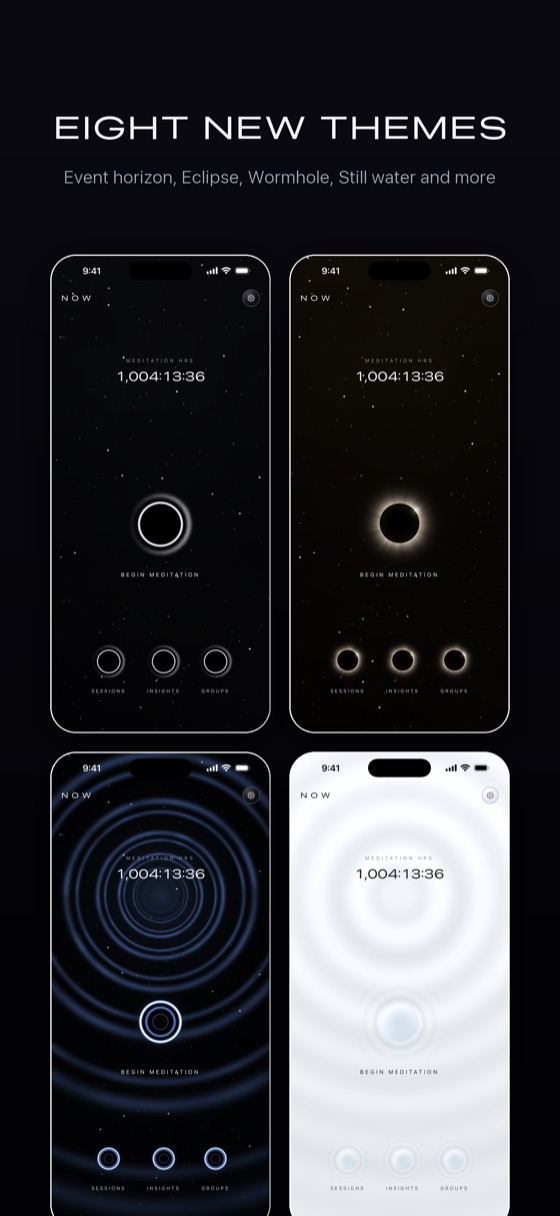 EIGHT NEW THEMES
Event horizon, Eclipse, Wormhole, Still water and more
9:41
NOW
MEDITATION HRS
1,004:13:36
BEGIN MEDITATION
SESSIONS INSIGHTS GROUPS
9:41
NOW
MEDITATION HRS
1,004:13:36
BEGIN MEDITATION
SESSIONS INSIGHTS GROUPS
9:41
NOW
MEDITATION HRS
1,004:13:36
BEGIN MEDITATION
SESSIONS INSIGHTS GROUPS
9:41
NOW
MEDITATION HRS
1,004:13:36
BEGIN MEDITATION
SESSIONS INSIGHTS GROUPS